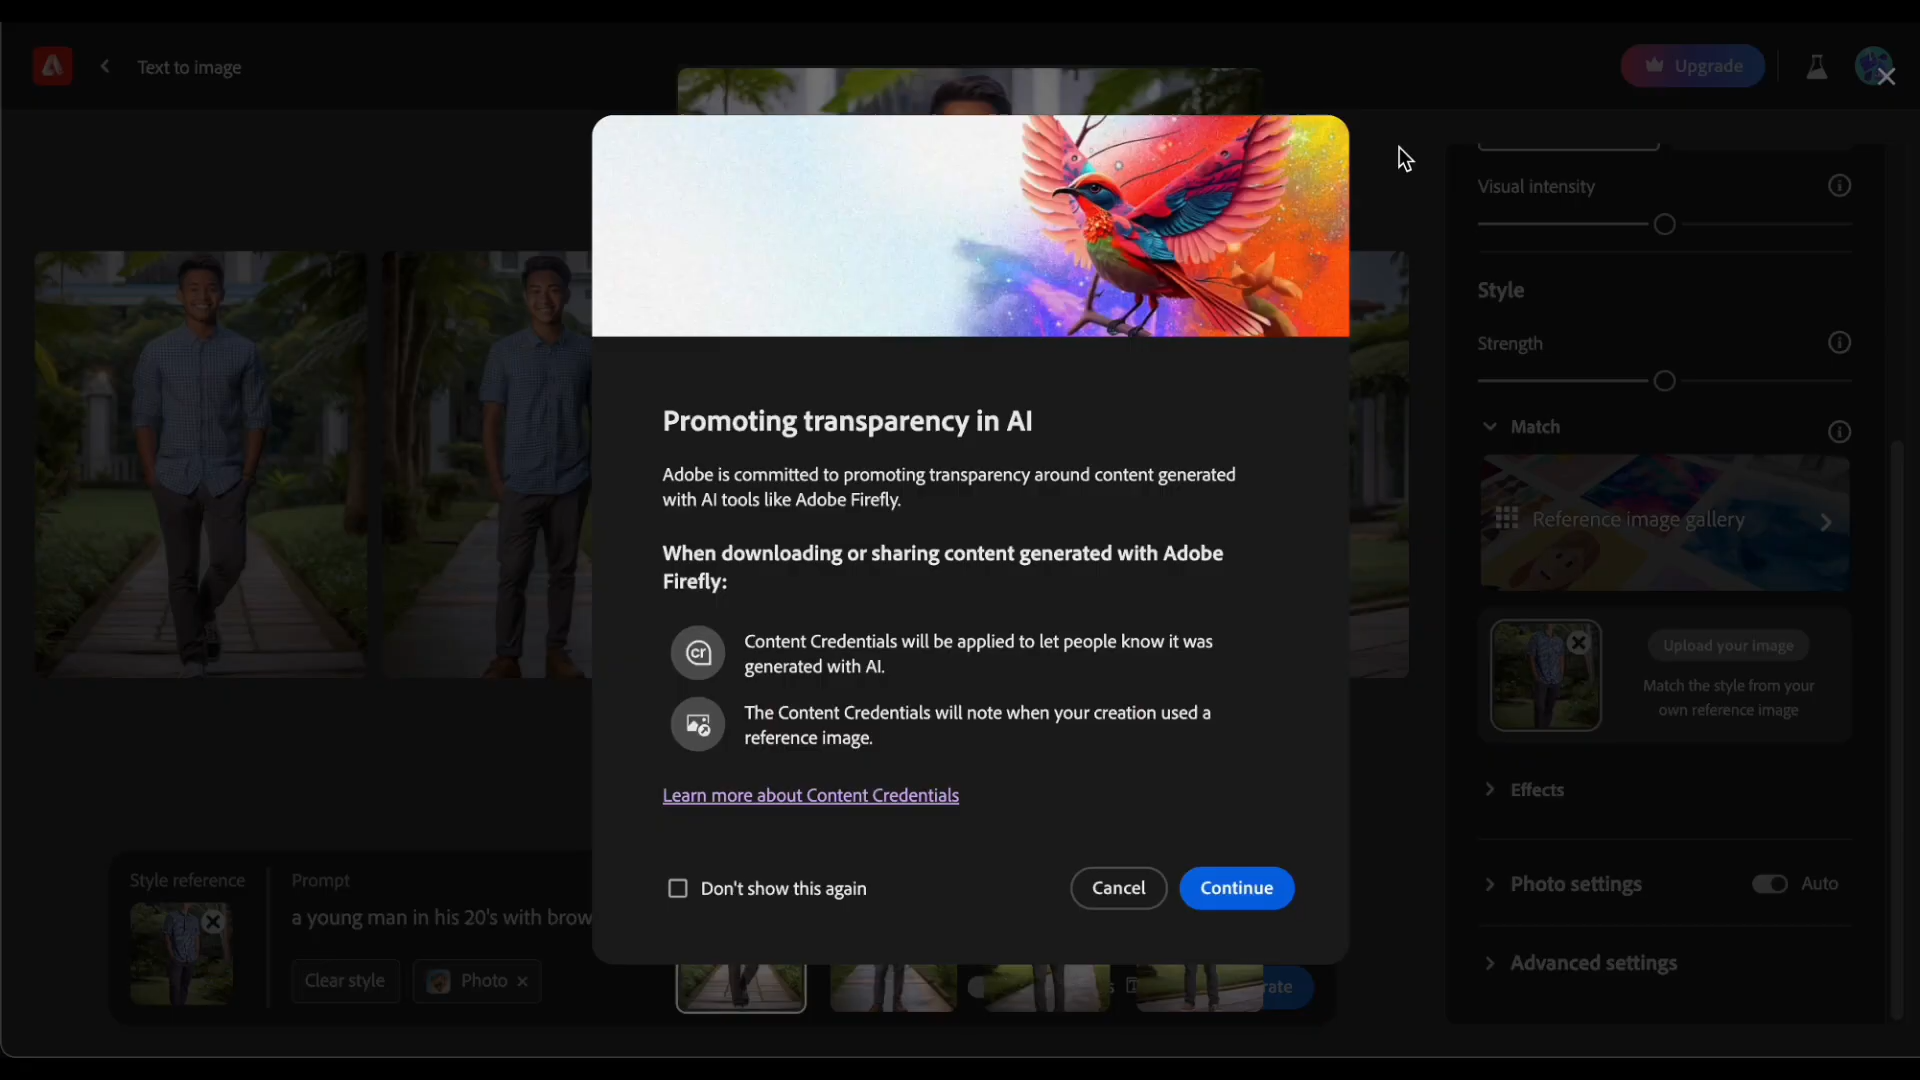 Text to image
Upgrade
Visual intensity
Style
Strength
Match
Reference image gallery
Upload your image
Match the style from your
own reference image
Effects
Photo settings
Auto
Advanced settings
Promoting transparency in AI
Adobe is committed to promoting transparency around content generated
with AI tools like Adobe Firefly.
When downloading or sharing content generated with Adobe
Firefly:
cr
Content Credentials will be applied to let people know it was
generated with AI.
The Content Credentials will note when your creation used a
reference image.
Learn more about Content Credentials
Don't show this again
Cancel
Continue
Style reference
Prompt
a young man in his 20's with brow
Clear style
Photo